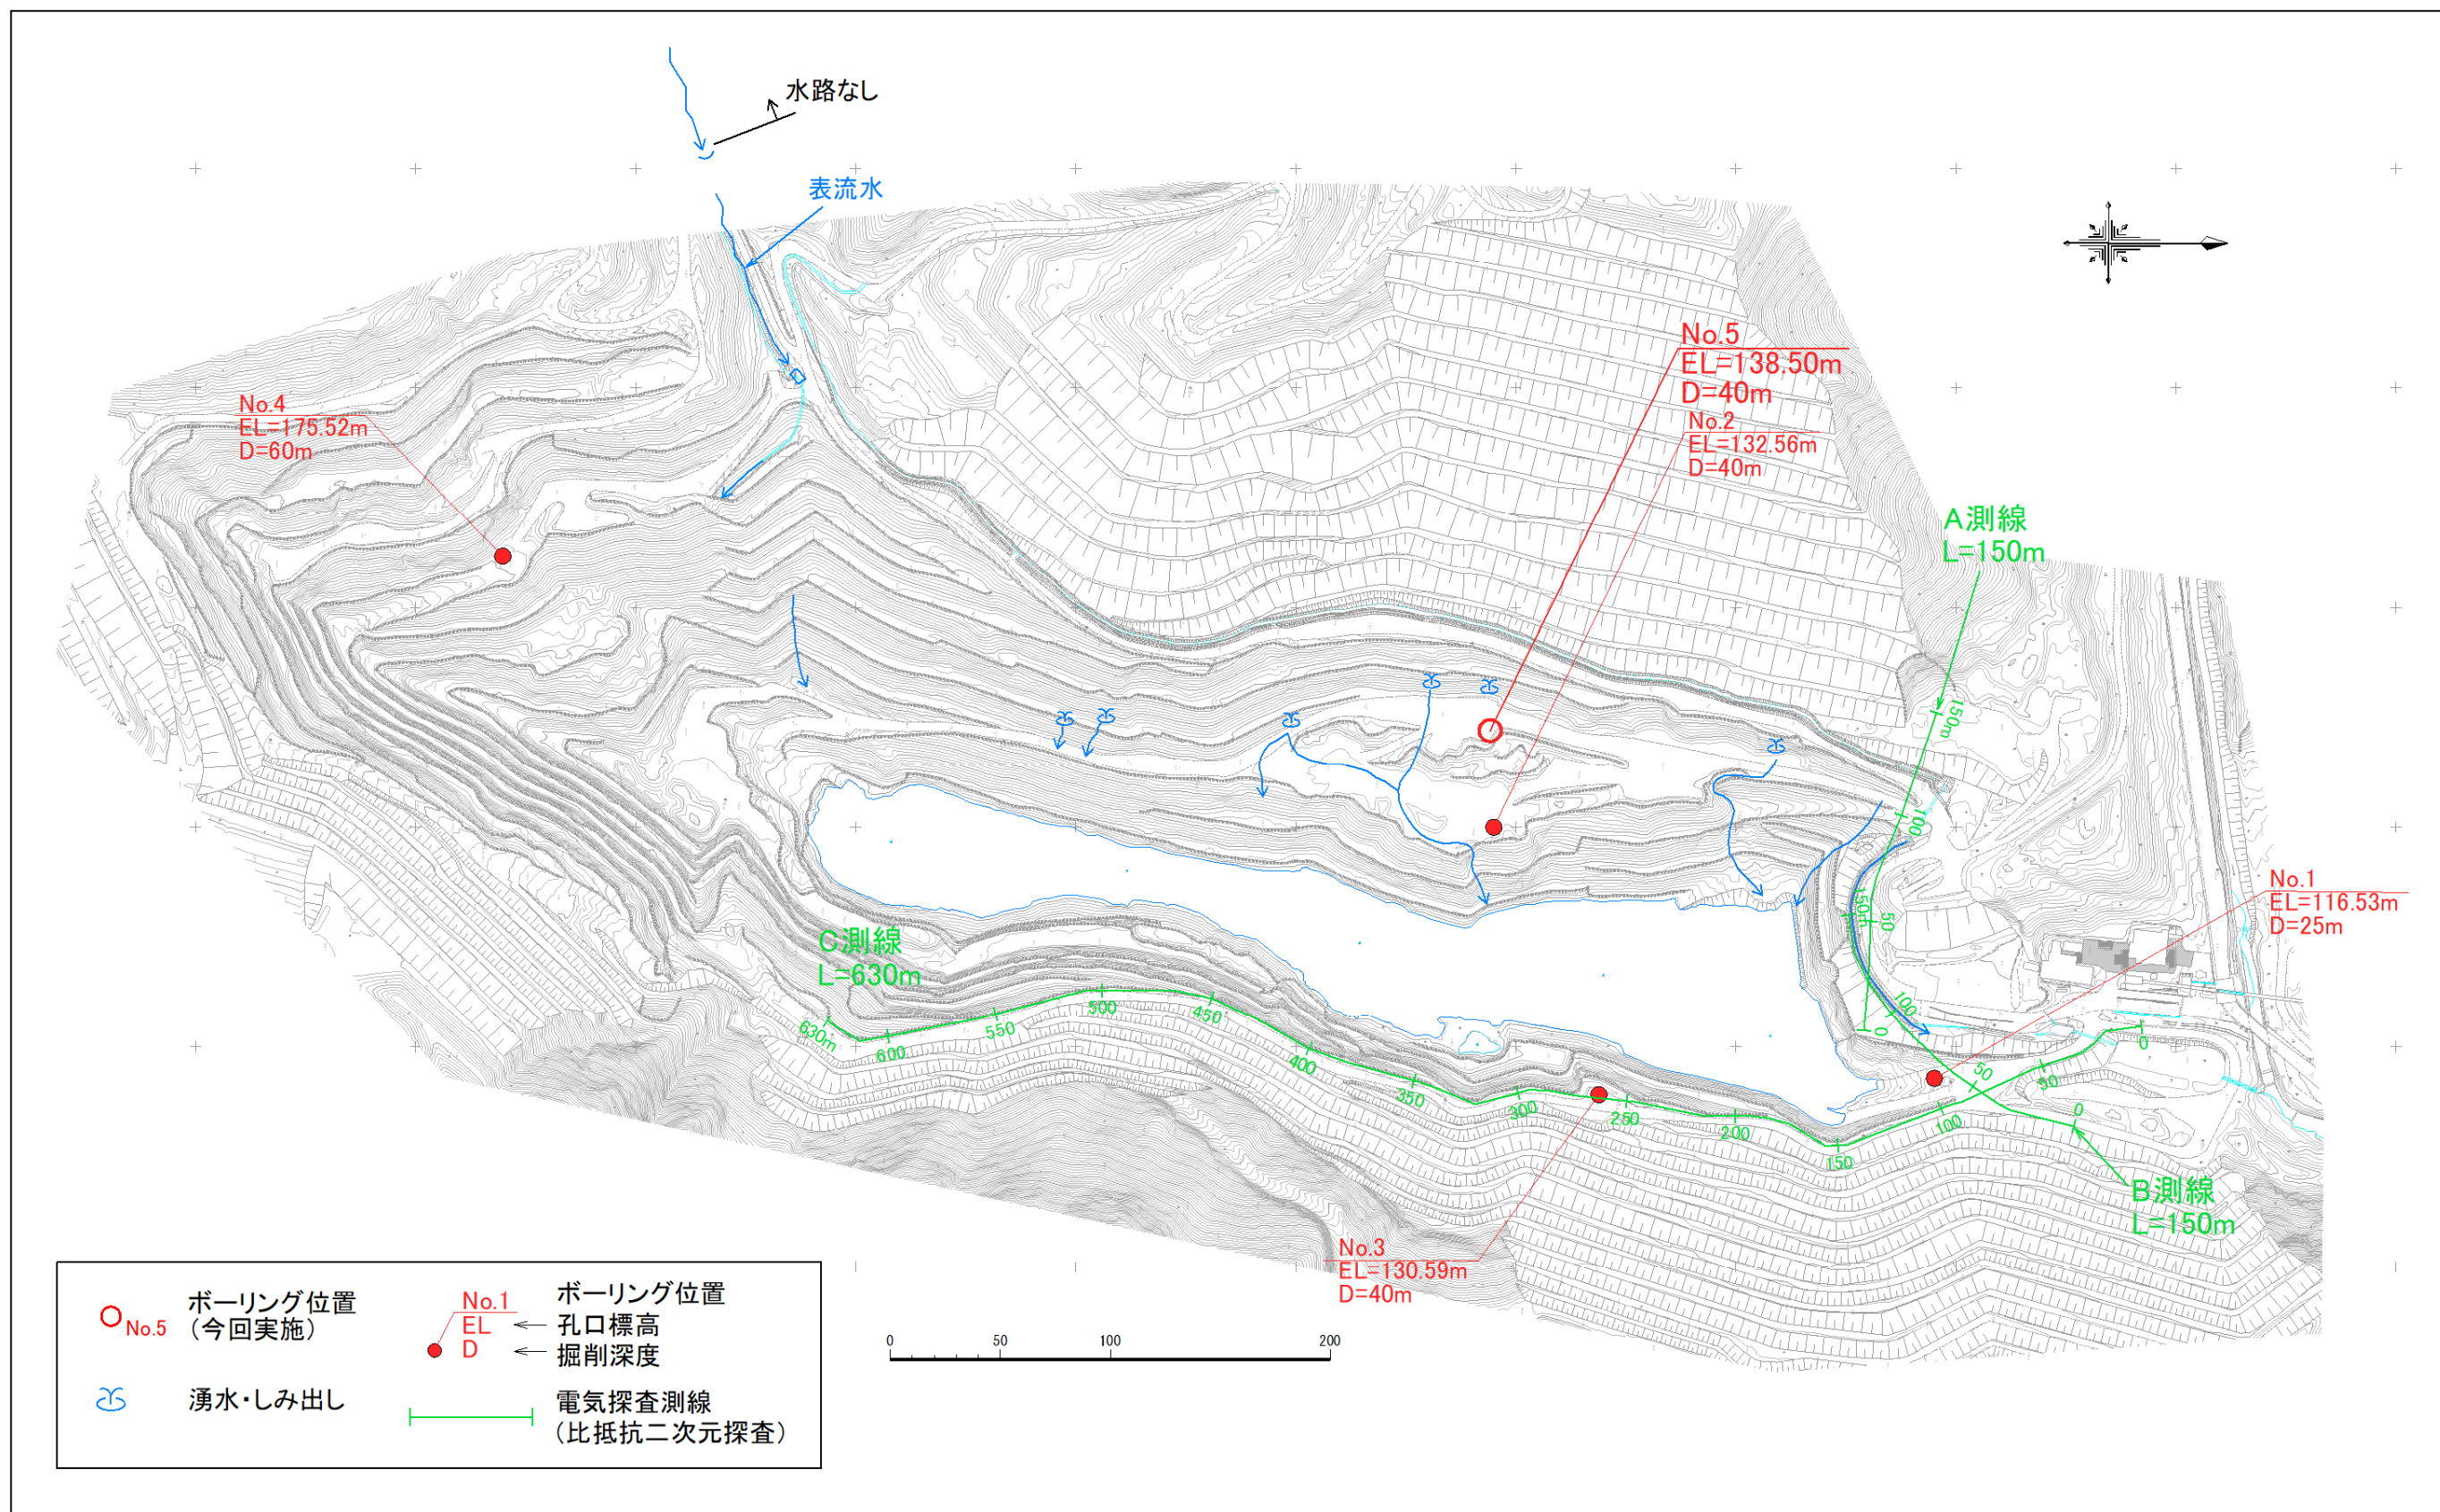 水路なし
表流水
No.5
EL=138.50m
D=40m
No.2
EL=132.56m
D=40m
No.4
EL=175.52m
D=60m
A測線
L=150m
150m
100
50
0
No.1
EL=116.53m
D=25m
C測線
L=630m
630m
600
550
500
450
400
350
300
250
200
150
100
50
0
150m
100
50
0
B測線
L=150m
No.3
EL=130.59m
D=40m
No.5
ボーリング位置
(今回実施)
No.1
EL
D
ボーリング位置
孔口標高
掘削深度
湧水・しみ出し
電気探査測線
(比抵抗二次元探査)
0 50 100 200